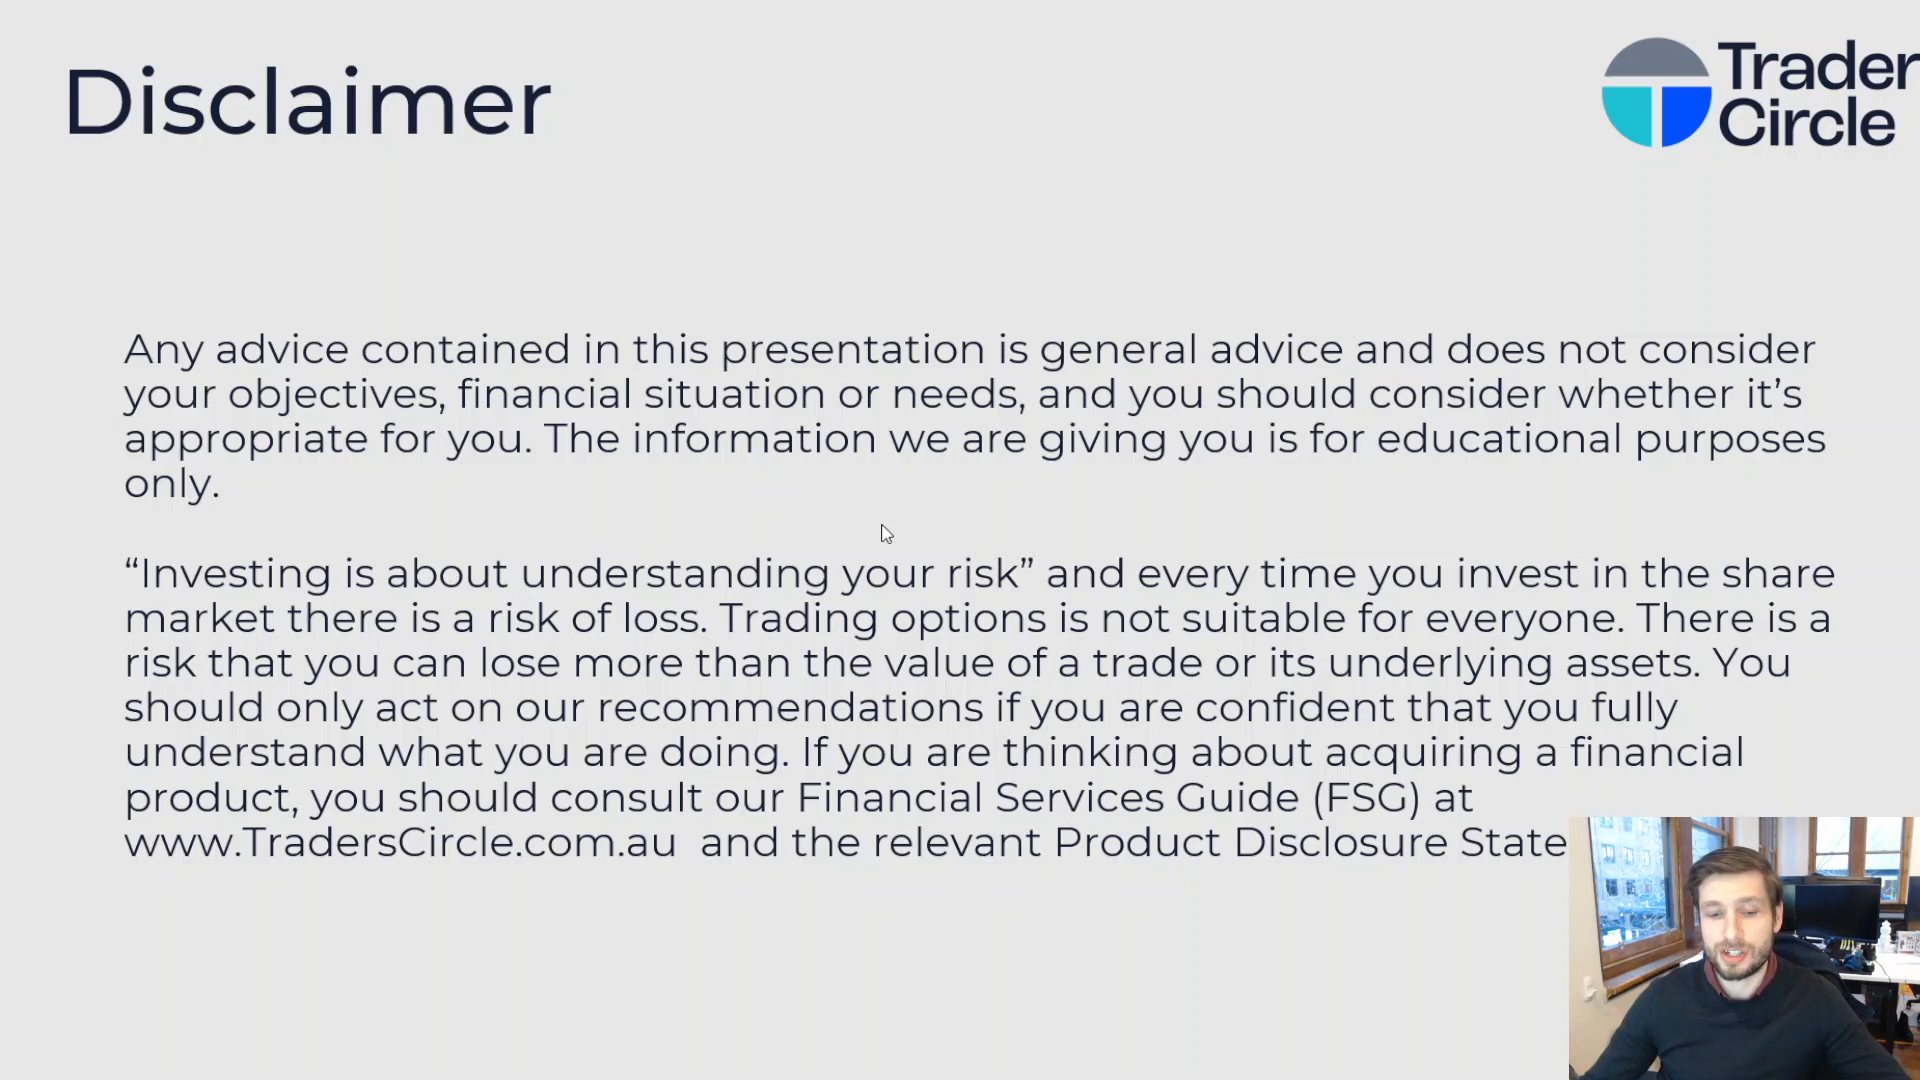 Disclaimer
Trader
Circle
Any advice contained in this presentation is general advice and does not consider
your objectives, financial situation or needs, and you should consider whether it’s
appropriate for you. The information we are giving you is for educational purposes
only.
“Investing is about understanding your risk” and every time you invest in the share
market there is a risk of loss. Trading options is not suitable for everyone. There is a
risk that you can lose more than the value of a trade or its underlying assets. You
should only act on our recommendations if you are confident that you fully
understand what you are doing. If you are thinking about acquiring a financial
product, you should consult our Financial Services Guide (FSG) at
www.TradersCircle.com.au and the relevant Product Disclosure State